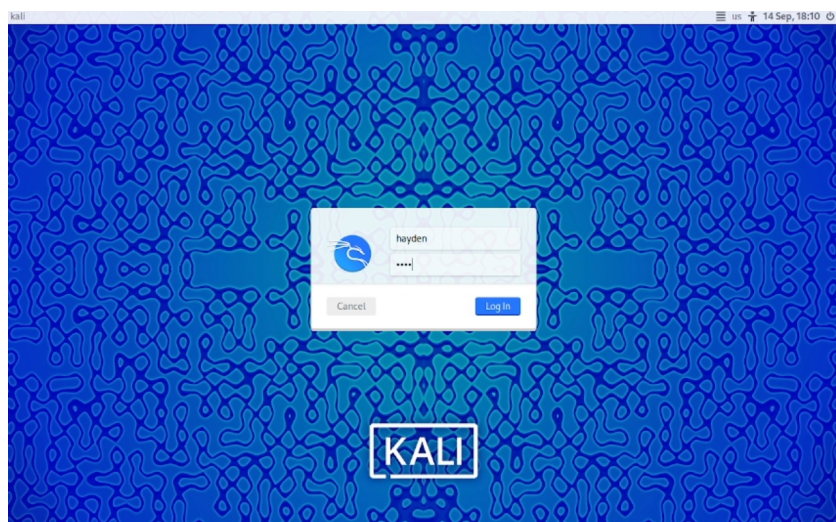 kali us 14 Sep, 18:10
hayden
••••
Cancel Log In
KALI